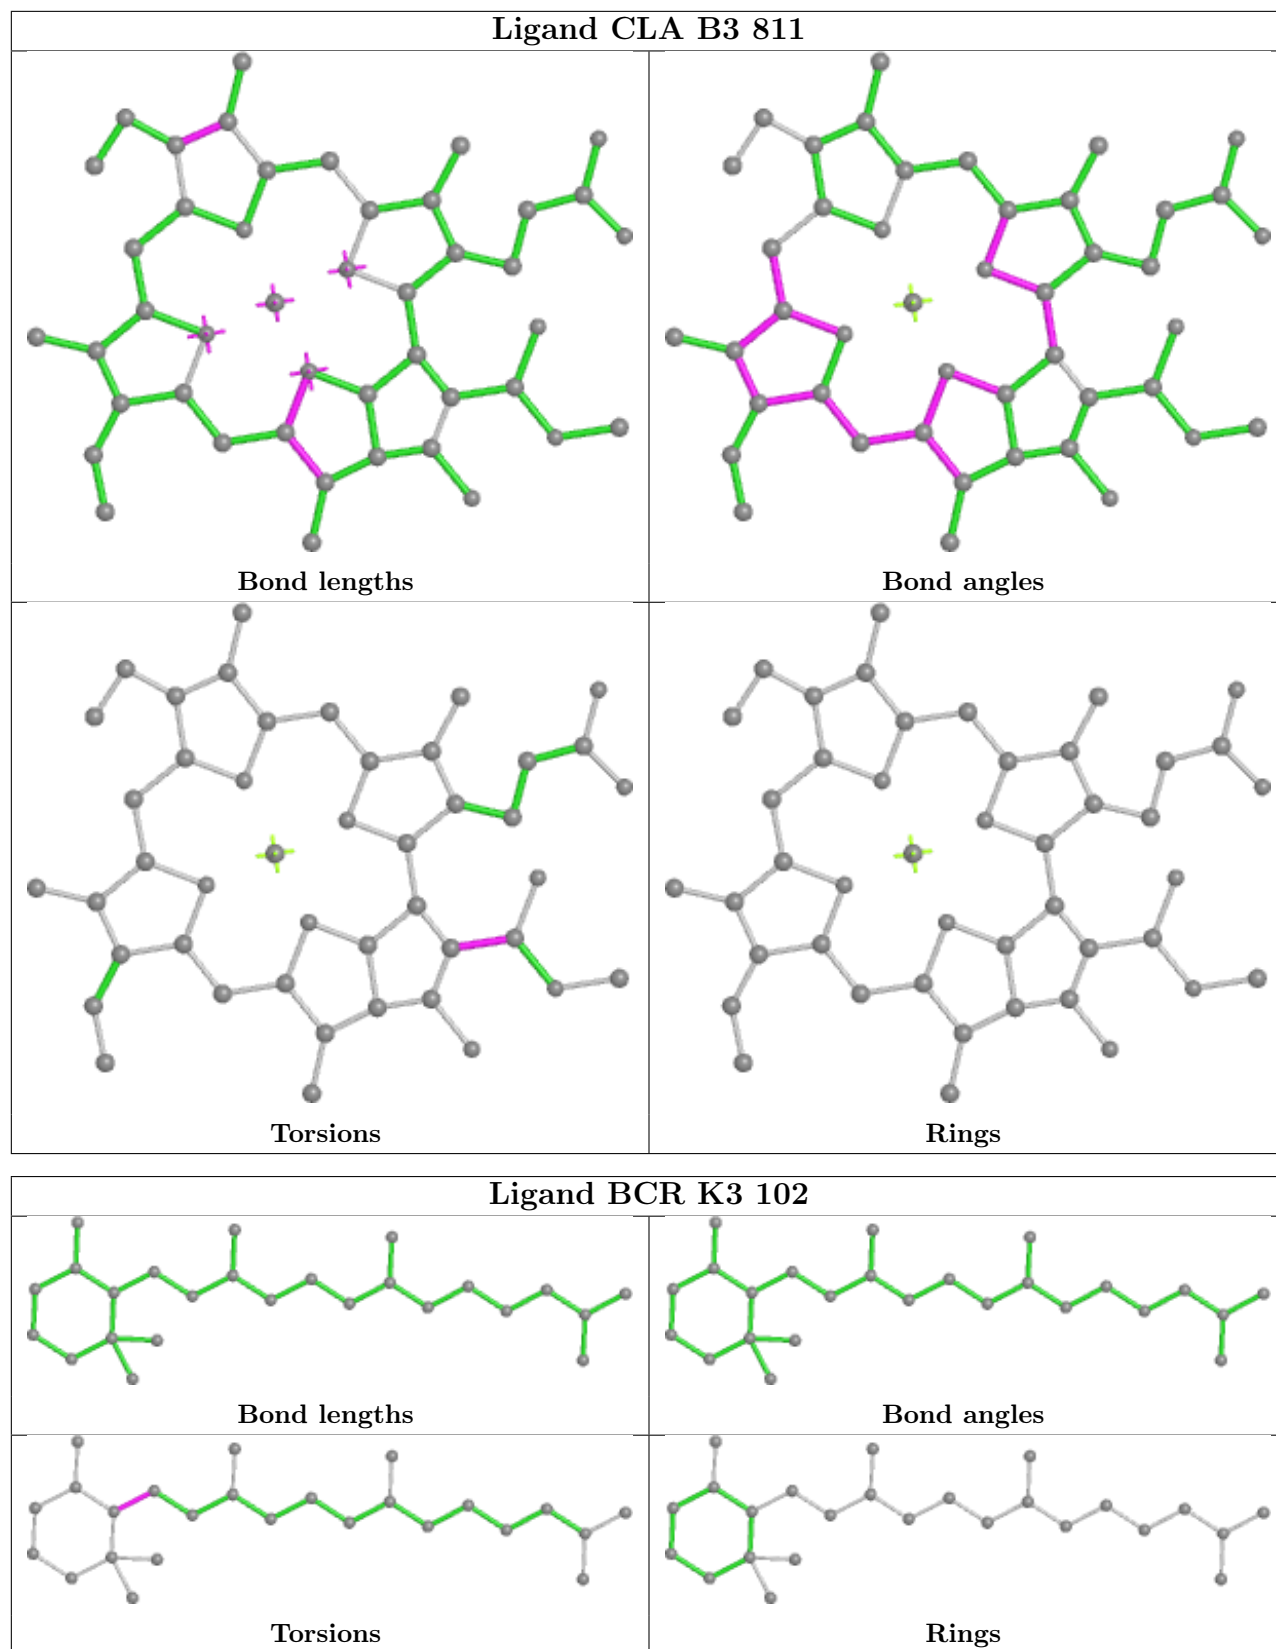 Ligand CLA B3 811
Bond lengths
Bond angles
Torsions
Rings
Ligand BCR K3 102
Bond lengths
Bond angles
Torsions
Rings